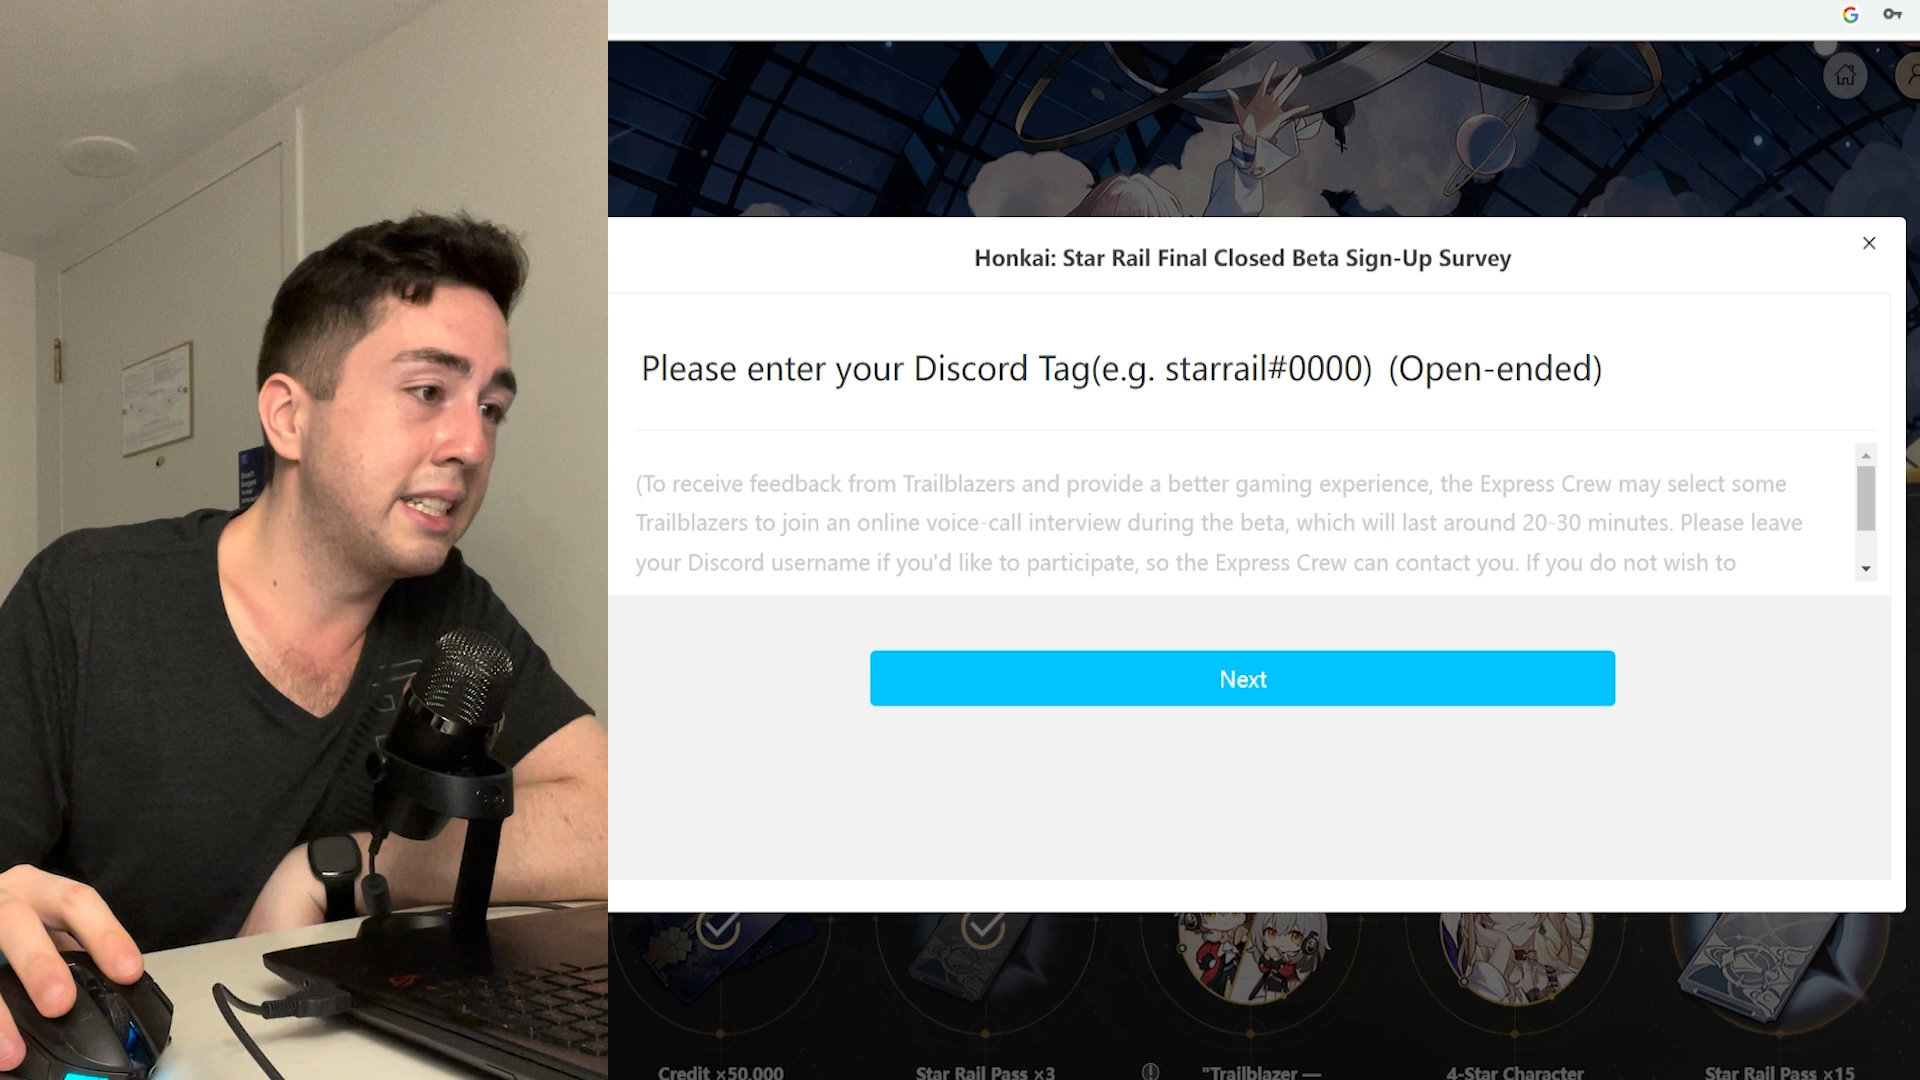 Honkai: Star Rail Final Closed Beta Sign-Up Survey
Please enter your Discord Tag(e.g. starrail#0000) (Open-ended)
(To receive feedback from Trailblazers and provide a better gaming experience, the Express Crew may select some
Trailblazers to join an online voice-call interview during the beta, which will last around 20-30 minutes. Please leave
your Discord username if you'd like to participate, so the Express Crew can contact you. If you do not wish to
Next
Credit ×50,000
Star Rail Pass ×3
"Trailblazer —
4-Star Character
Star Rail Pass ×15